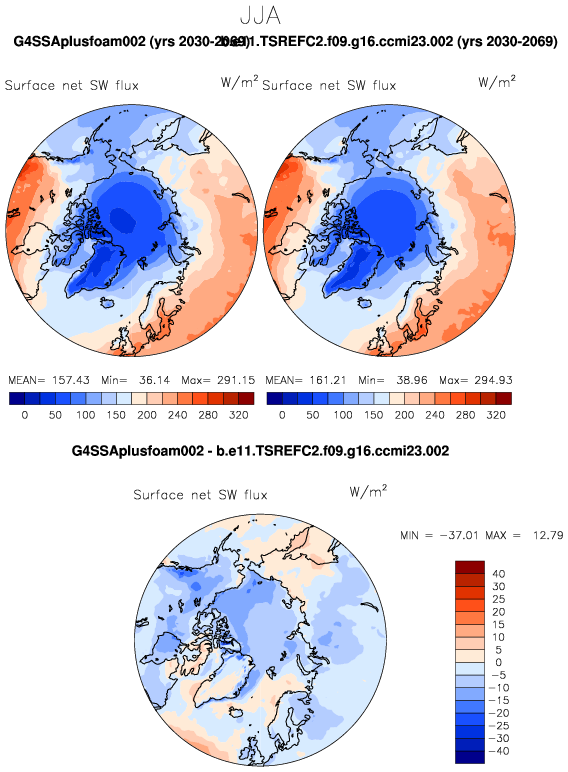 JJA
G4SSAplusfoam002 (yrs 2030-2069) b.e11.TSREFC2.f09.g16.ccmi23.002 (yrs 2030-2069)
Surface net SW flux W/m² Surface net SW flux W/m²
MEAN= 157.43 Min= 36.14 Max= 291.15 MEAN= 161.21 Min= 38.96 Max= 294.93
0 50 100 150 200 240 280 320 0 50 100 150 200 240 280 320
G4SSAplusfoam002 - b.e11.TSREFC2.f09.g16.ccmi23.002
Surface net SW flux W/m²
MIN = -37.01 MAX = 12.79
40
30
25
20
15
10
5
0
-5
-10
-15
-20
-25
-30
-40